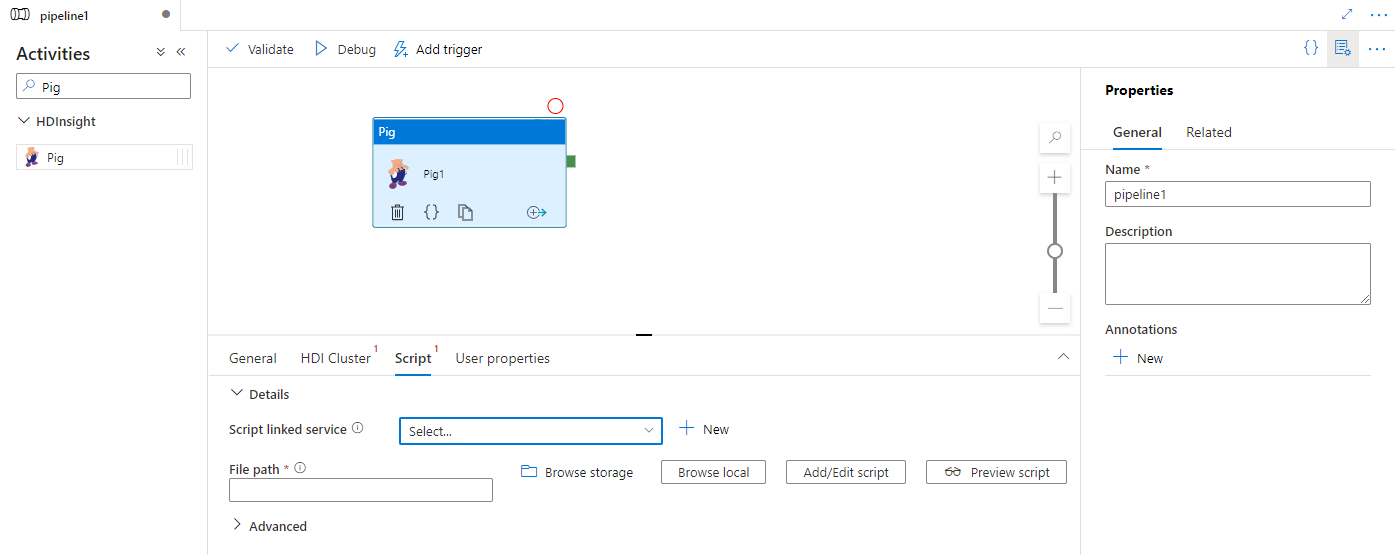 pipeline1
Activities
Pig
HDInsight
Pig
Validate
Debug
Add trigger
{}
Pig
Pig1
{}
General
HDI Cluster 1
Script 1
User properties
Details
Script linked service
Select...
New
File path *
Browse storage
Browse local
Add/Edit script
Preview script
Advanced
Properties
General
Related
Name *
pipeline1
Description
Annotations
New